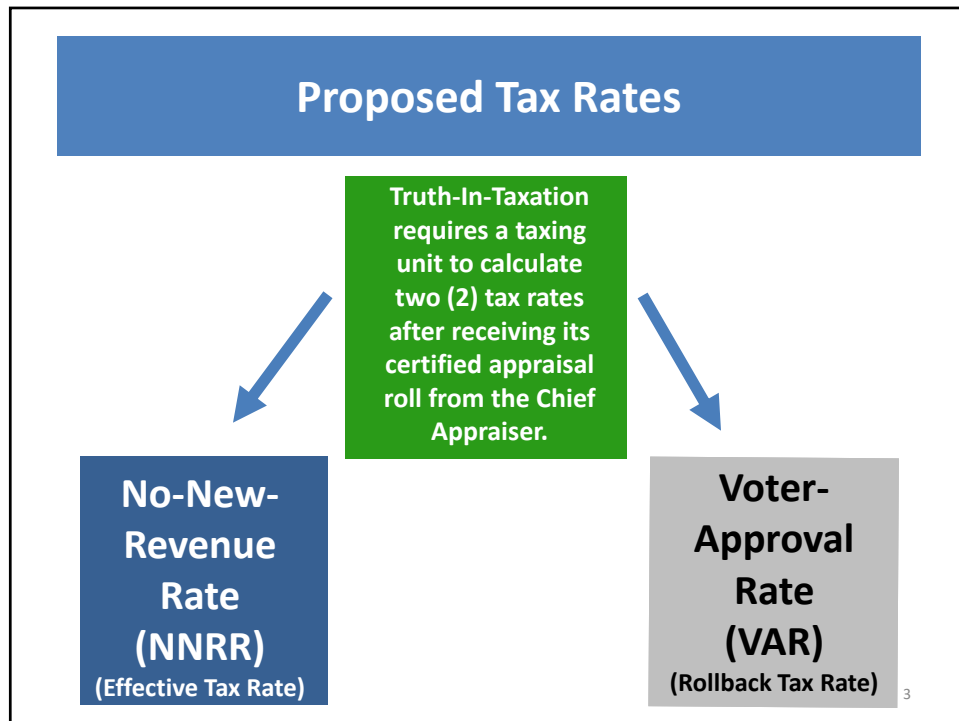 Proposed Tax Rates
Truth-In-Taxation
requires a taxing
unit to calculate
two (2) tax rates
after receiving its
certified appraisal
roll from the Chief
Appraiser.
No-New-
Revenue
Rate
(NNRR)
(Effective Tax Rate)
Voter-
Approval
Rate
(VAR)
(Rollback Tax Rate)
3